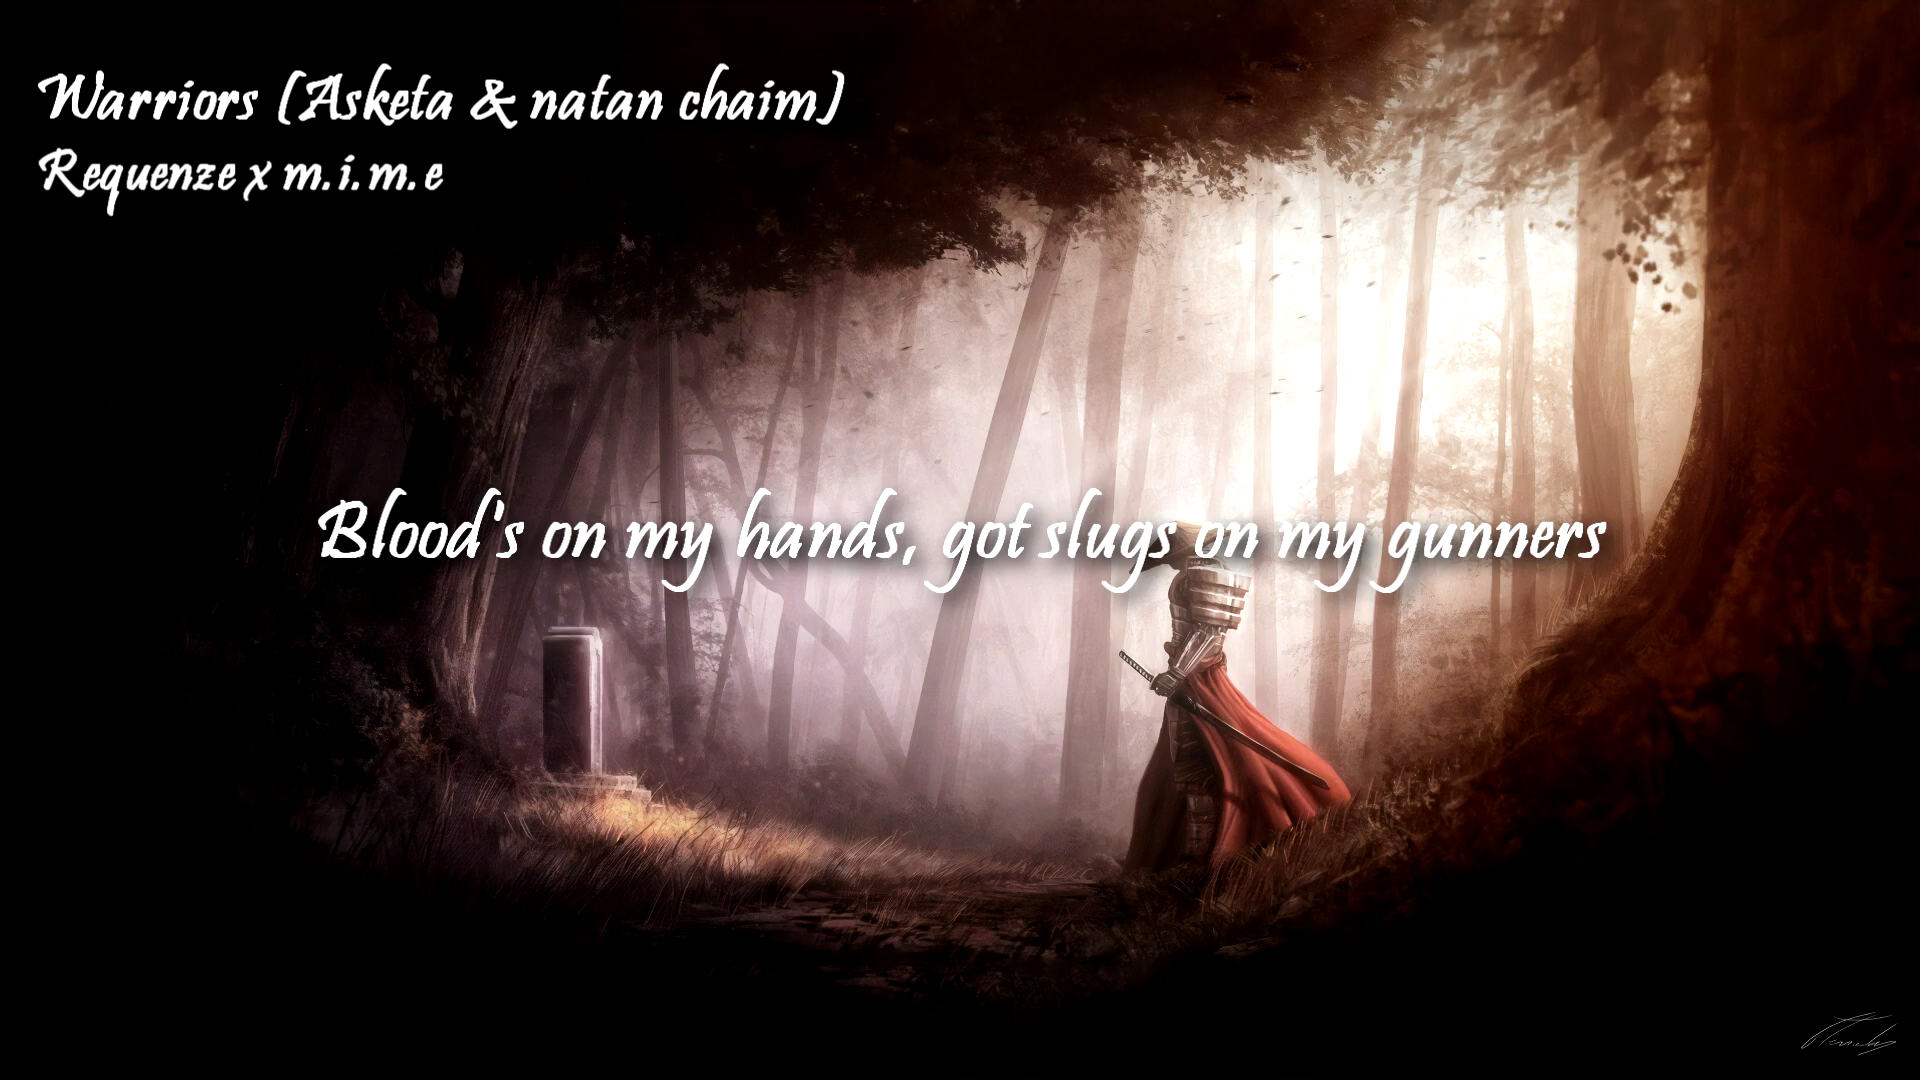 Warriors (Asketa & natan chaim)
Requenze x m.i.m.e
Blood's on my hands, got slugs on my gunners